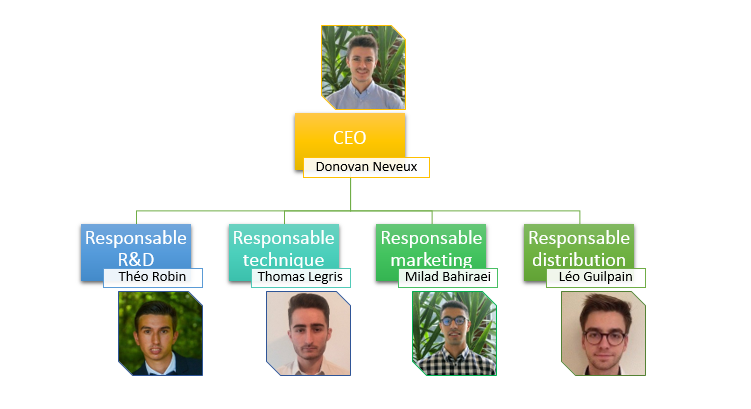 CEO
Donovan Neveux
Responsable
R&D
Théo Robin
Responsable
technique
Thomas Legris
Responsable
marketing
Milad Bahiraei
Responsable
distribution
Léo Guilpain